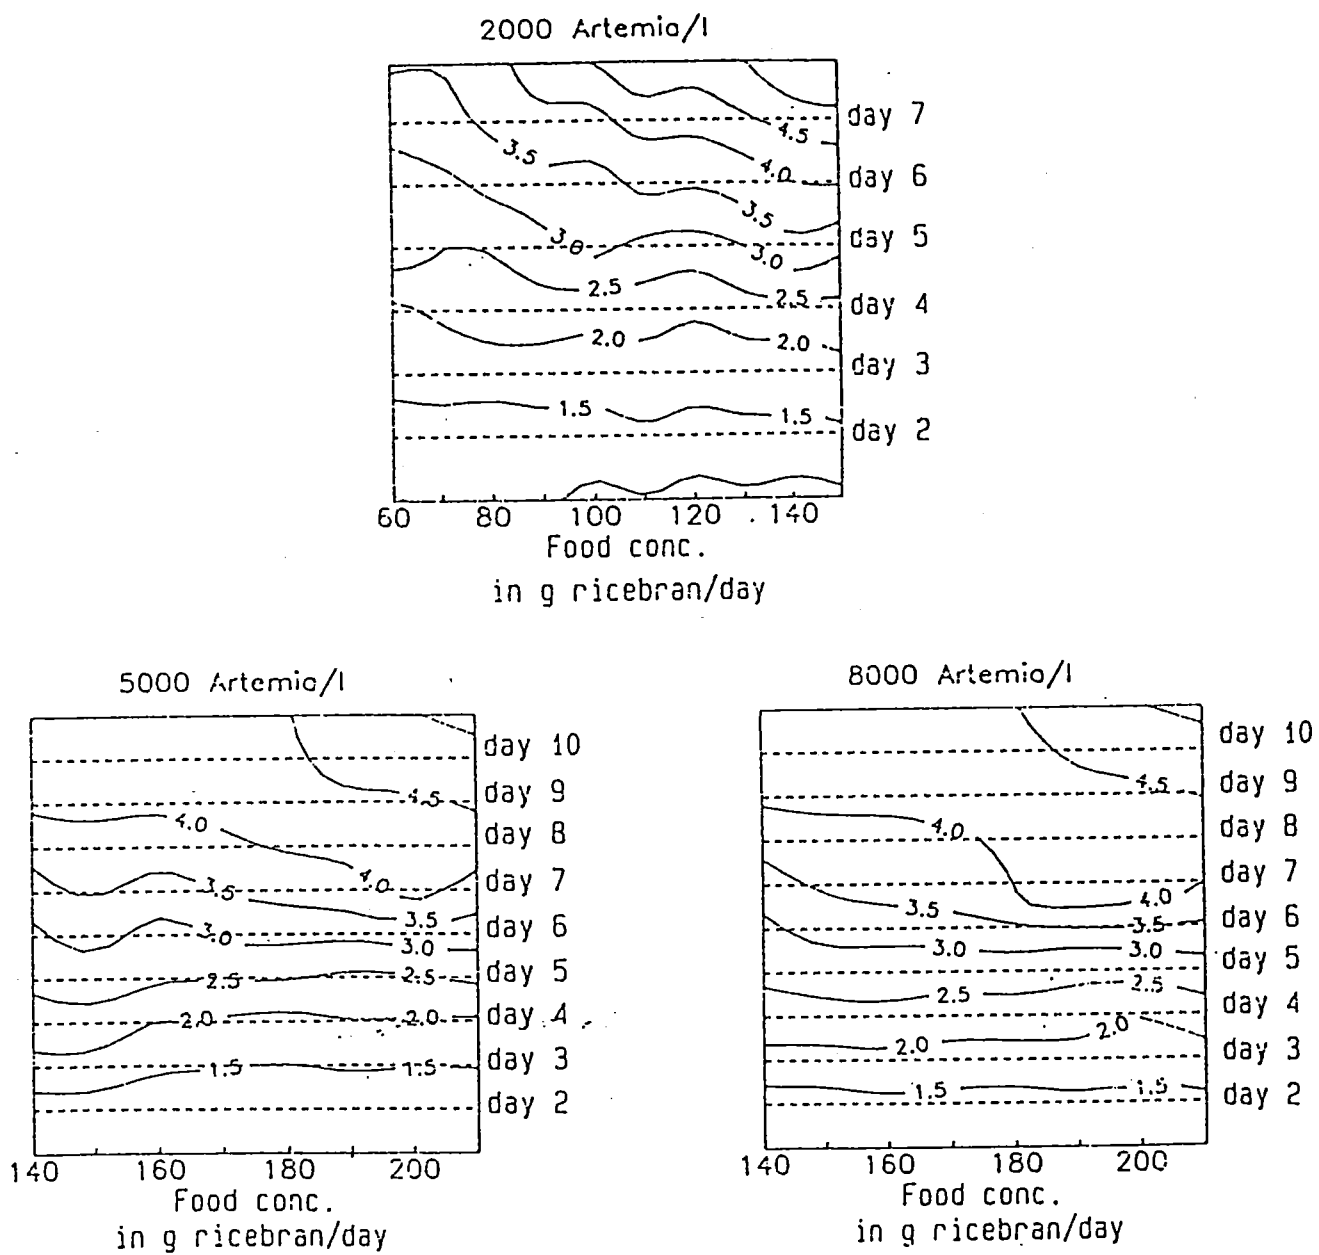 2000 Artemia/l
day 7
4.5
3.5
4.0
day 6
3.5
day 5
3.0
3.0
2.5
2.5
day 4
2.0
2.0
day 3
1.5
1.5
day 2
60 80 100 120 140
Food conc.
in g ricebran/day
5000 Artemia/l
day 10
4.5
day 9
4.0
day 8
4.0
day 7
3.5
3.5
day 6
3.0
3.0
day 5
2.5
2.5
2.0
2.0
day 4
day 3
1.5
1.5
day 2
140 160 180 200
Food conc.
in g ricebran/day
8000 Artemia/l
day 10
4.5
day 9
4.0
day 8
day 7
4.0
3.5
3.5
day 6
3.0
3.0
day 5
2.5
2.5
day 4
2.0
2.0
day 3
1.5
1.5
day 2
140 160 180 200
Food conc.
in g ricebran/day